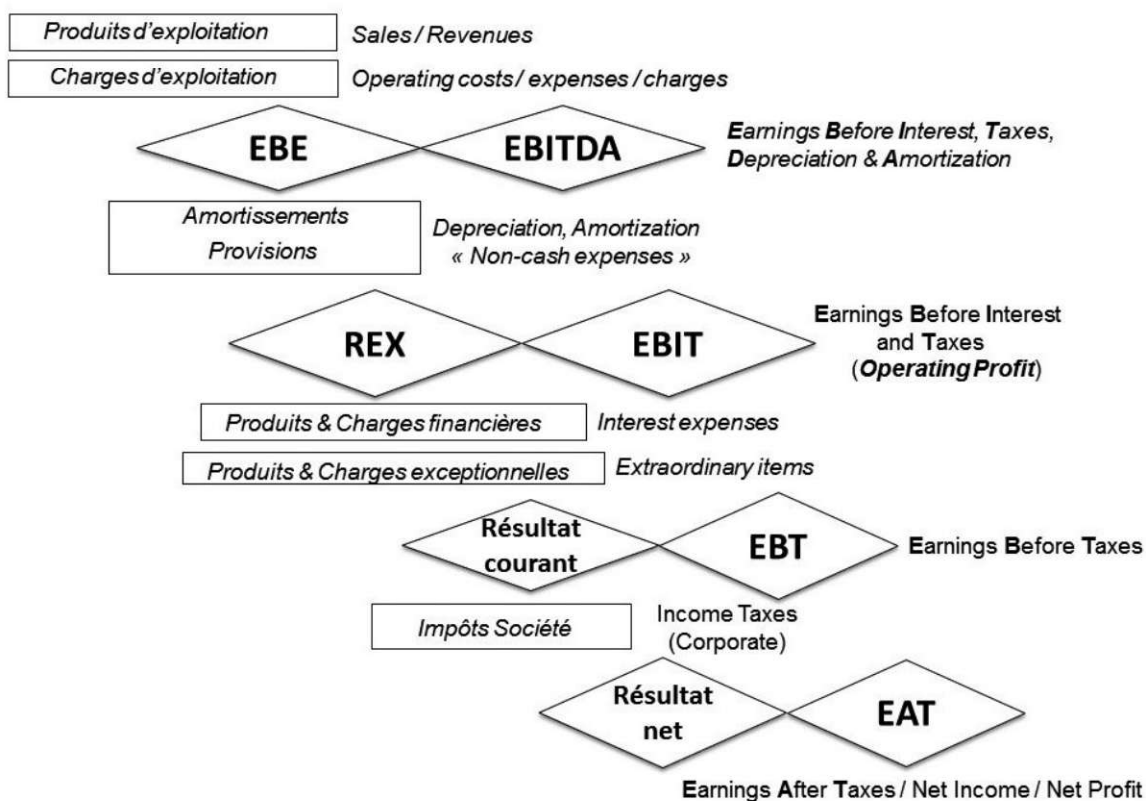 Produits d'exploitation Sales / Revenues
Charges d'exploitation Operating costs / expenses / charges
EBE EBITDA Earnings Before Interest, Taxes,
Depreciation & Amortization
Amortissements
Provisions
Depreciation, Amortization
« Non-cash expenses »
REX EBIT Earnings Before Interest
and Taxes
(Operating Profit)
Produits & Charges financières Interest expenses
Produits & Charges exceptionnelles Extraordinary items
Résultat
courant
EBT Earnings Before Taxes
Impôts Société Income Taxes
(Corporate)
Résultat
net
EAT
Earnings After Taxes / Net Income / Net Profit